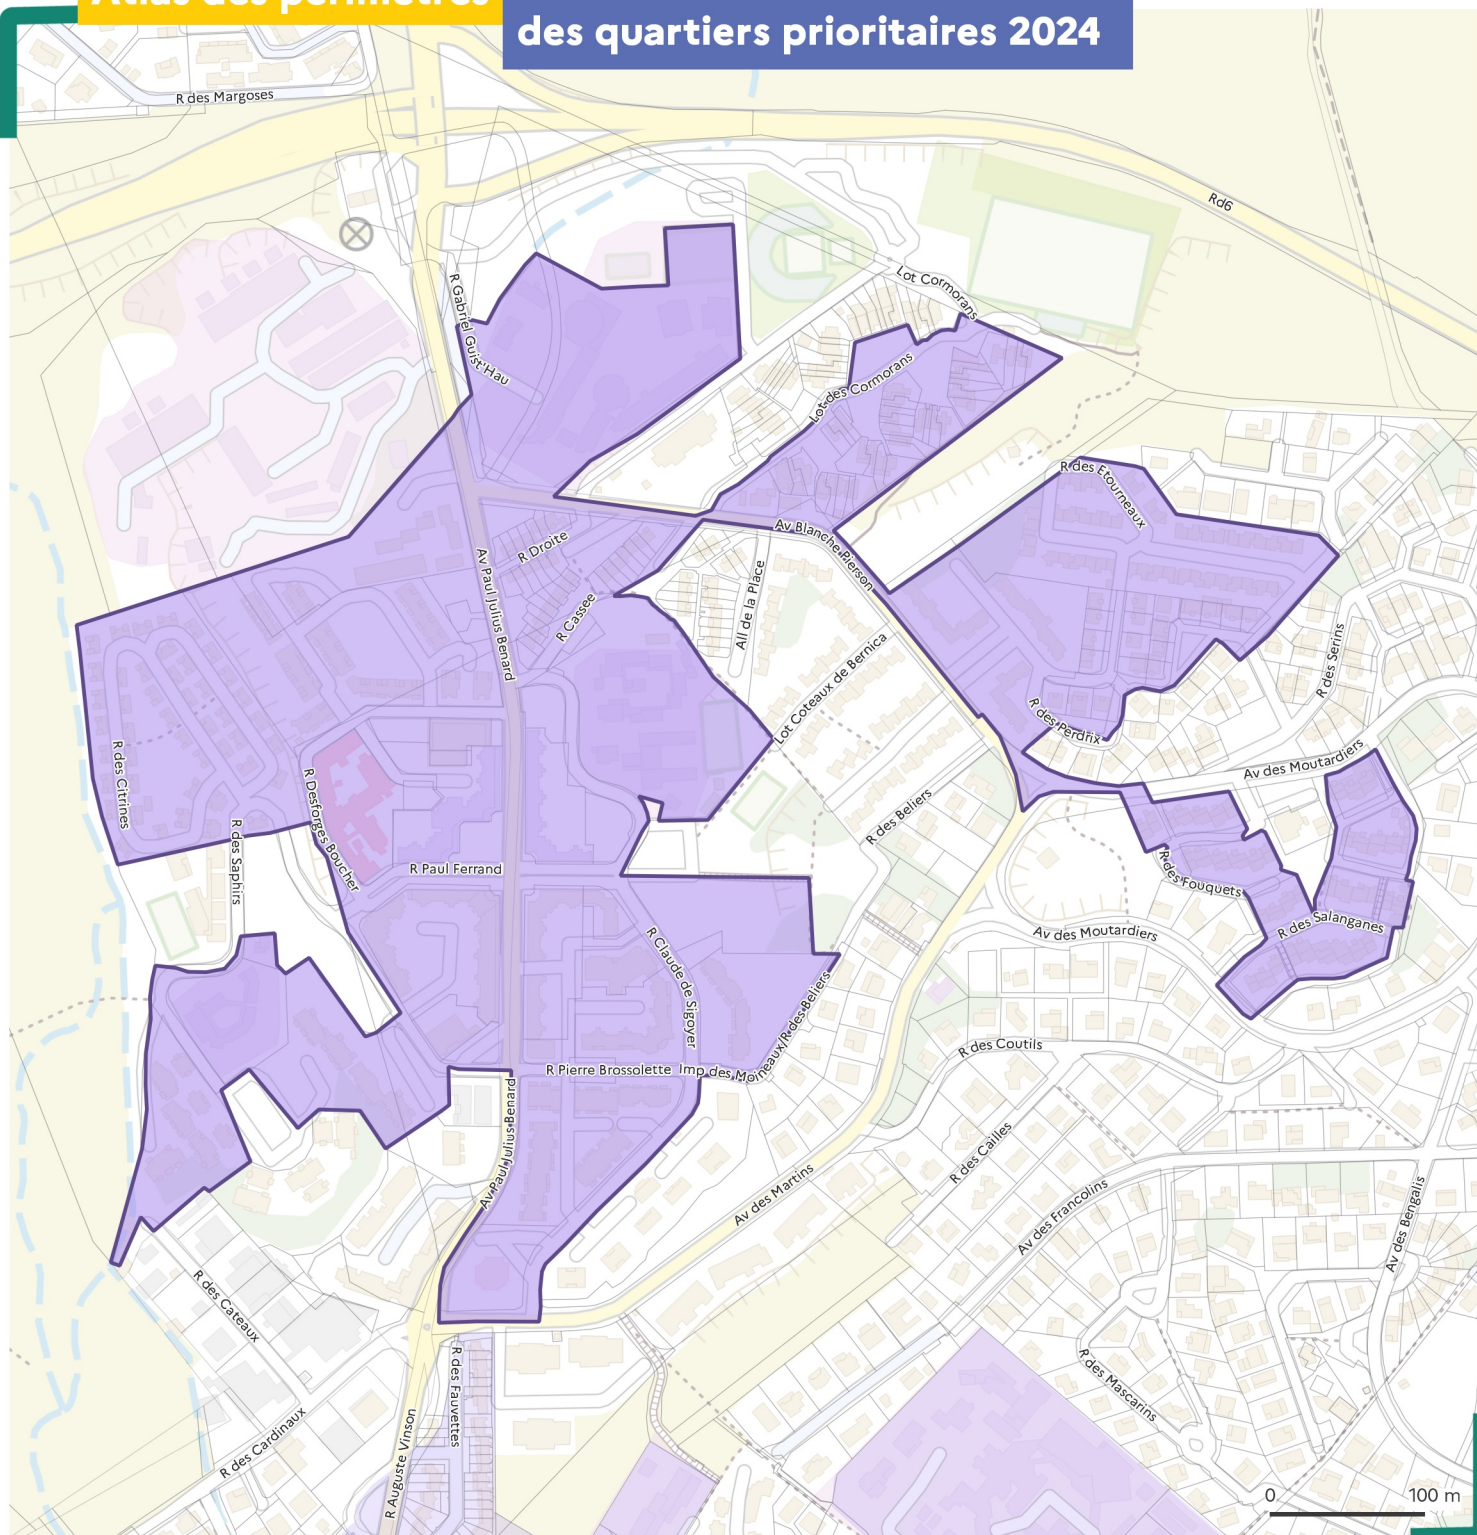 Atlas des périmètres
des quartiers prioritaires 2024
R des Margoses
Rd6
R Gabriel Guist'Hau
Lot Cormorans
Lot des Cormorans
R des Etourneaux
Av Blanche Pierson
R Droite
R Cassee
Av Paul Julius Benard
All de la Place
Lot Coteaux de Bernica
R des Serins
R des Perdrix
Av des Moutardiers
R des Citrines
R Desforges Boucher
R des Saphirs
R des Beliers
R Paul Ferrand
R des Fouquets
R des Salanganes
Av des Moutardiers
R Claude de Sigoyer
Imp des Moineaux/R des Beliers
R Pierre Brossolette
R des Coutils
Av Paul Julius Benard
R des Cailles
Av des Martins
Av des Francolins
Av des Bengalis
R des Cateaux
R des Fauvettes
R des Mascarins
R des Cardinaux
R Auguste Vinson
0 100 m